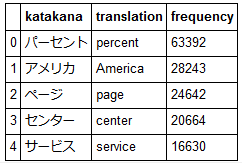 katakana translation frequency
0 パーセント percent 63392
1 アメリカ America 28243
2 ページ page 24642
3 センター center 20664
4 サービス service 16630